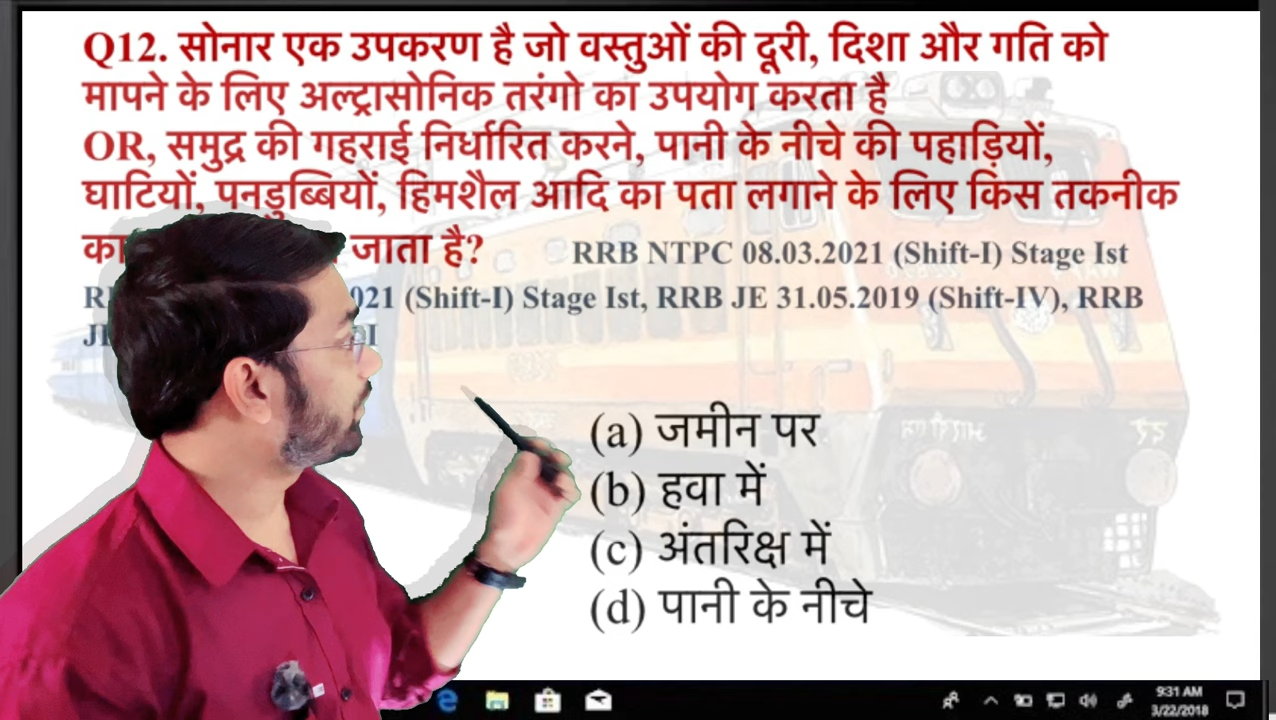 Q12. सोनार एक उपकरण है जो वस्तुओं की दूरी, दिशा और गति को
मापने के लिए अल्ट्रासोनिक तरंगो का उपयोग करता है
OR, समुद्र की गहराई निर्धारित करने, पानी के नीचे की पहाड़ियों,
घाटियों, पनडुब्बियों, हिमशैल आदि का पता लगाने के लिए किस तकनीक
का जाता है? RRB NTPC 08.03.2021 (Shift-I) Stage Ist
(Shift-I) Stage Ist, RRB JE 31.05.2019 (Shift-IV), RRB
(a) जमीन पर
(b) हवा में
(c) अंतरिक्ष में
(d) पानी के नीचे
9:31 AM
3/22/2018